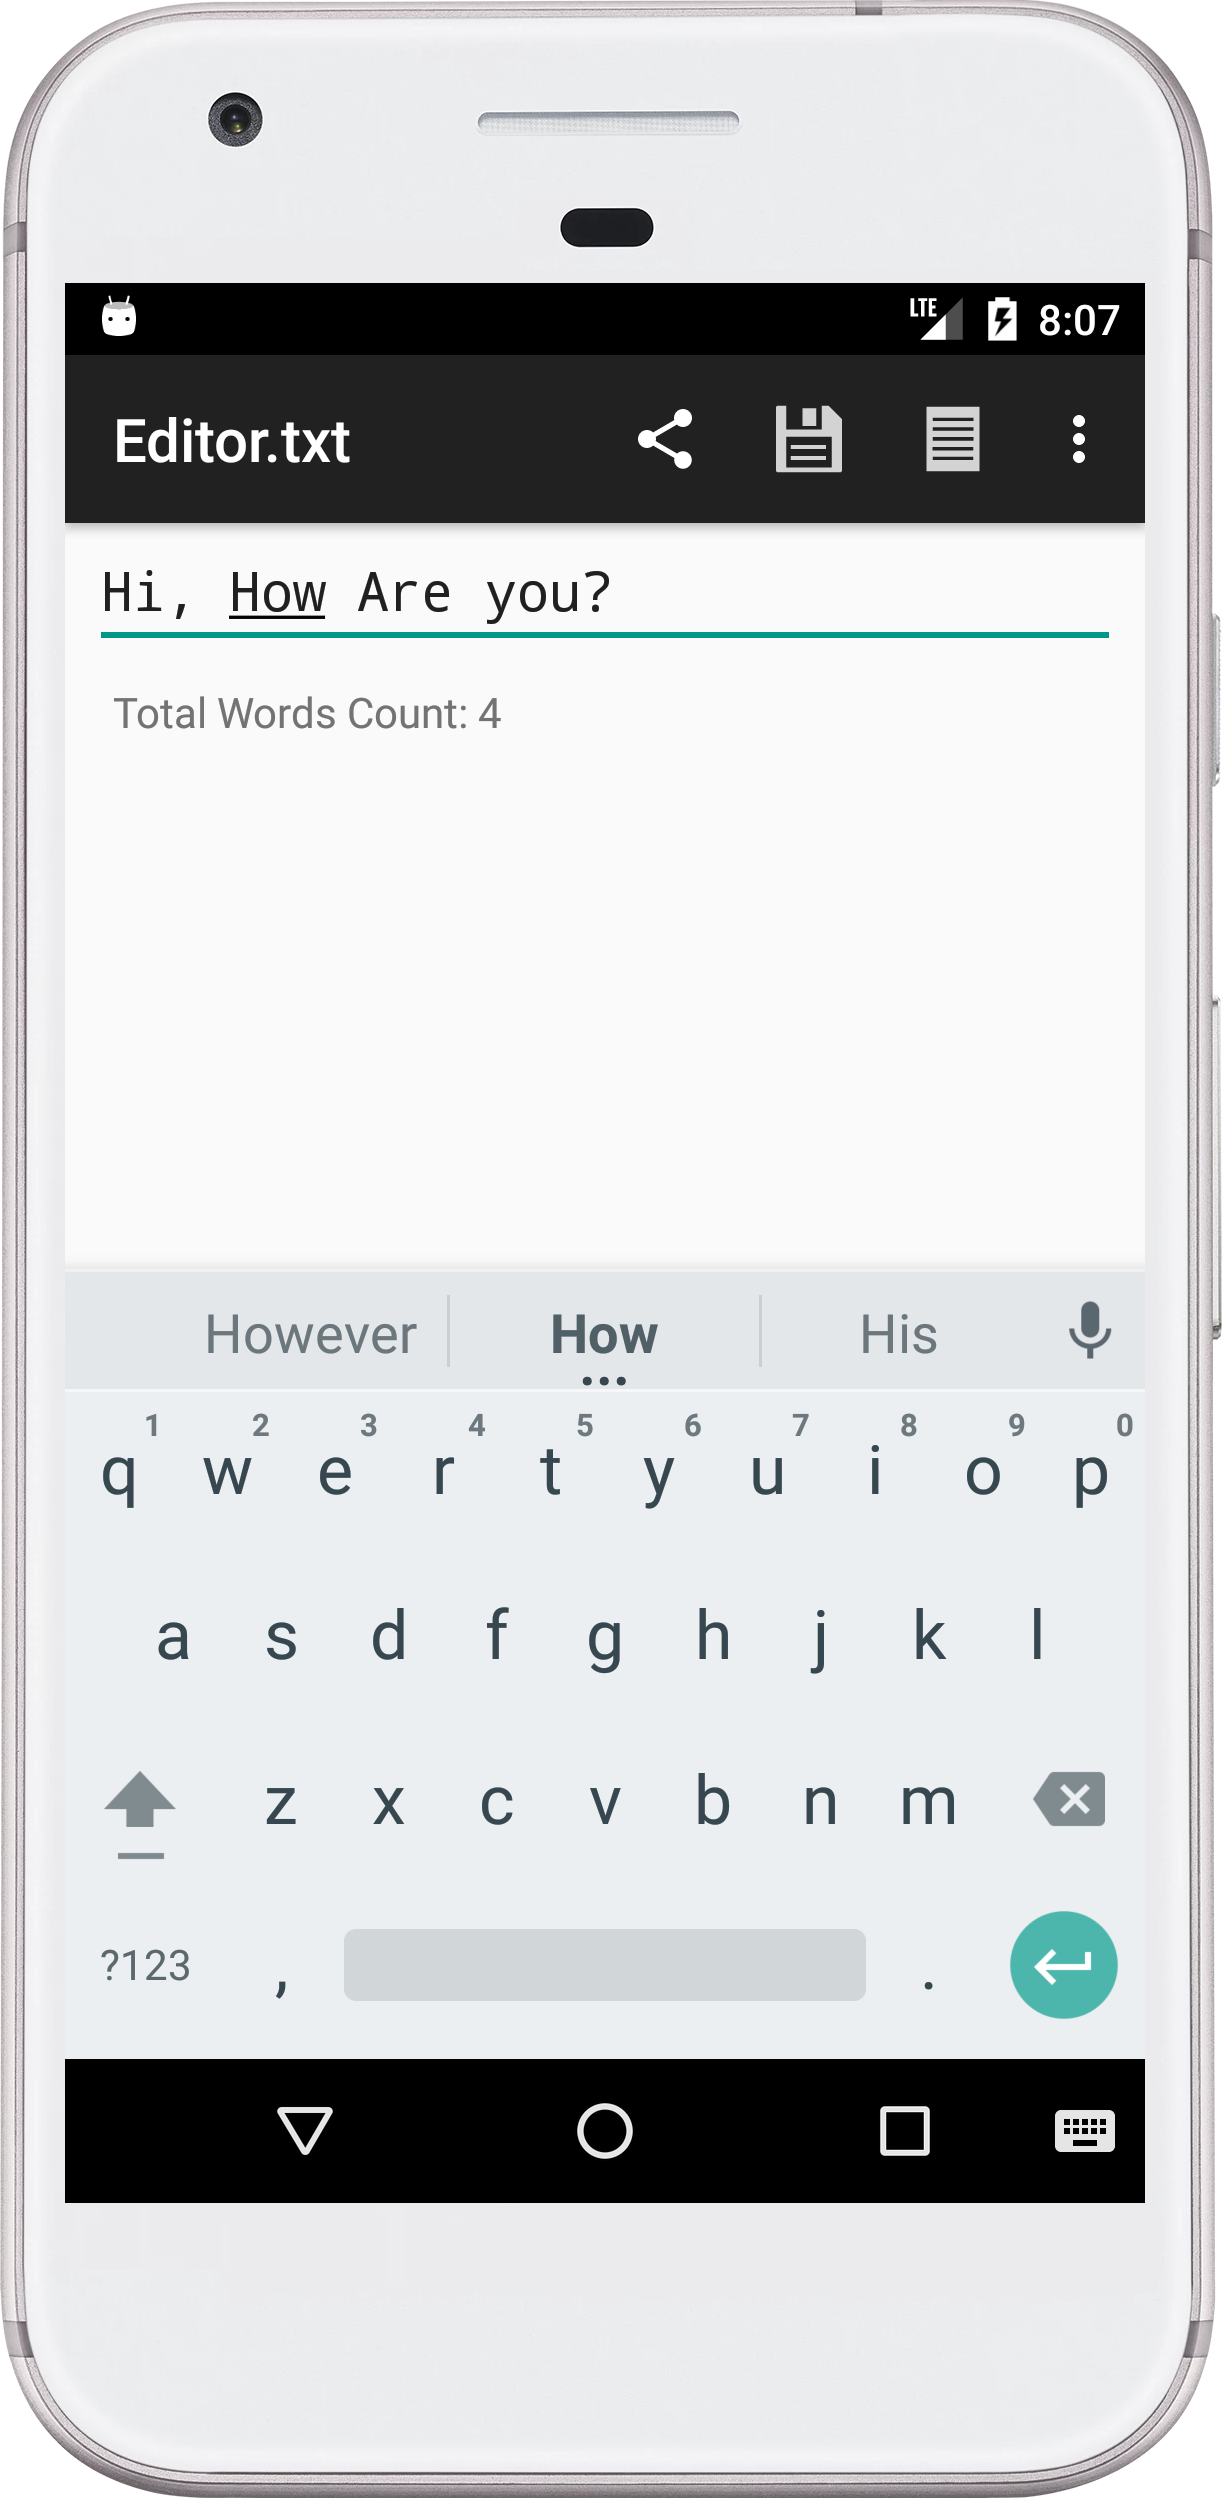 LTE 8:07
Editor.txt
Hi, How Are you?
Total Words Count: 4
However How His
1 2 3 4 5 6 7 8 9 0
q w e r t y u i o p
a s d f g h j k l
z x c v b n m
?123 , .